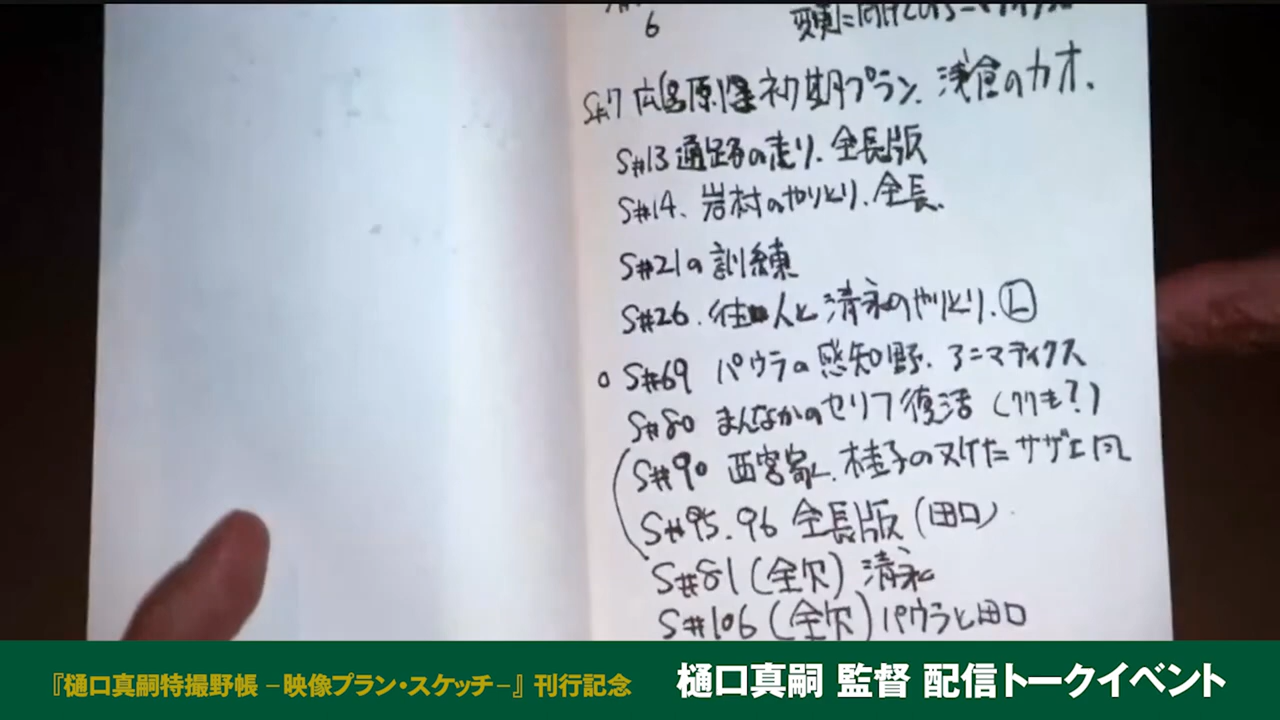 6
S#7 広島原爆初期プラン、浅倉のカオ、
S#13 通路の走り、全長版
S#14、岩村のやりとり、全長、
S#21の訓練
S#26. 人と清永のやりとり、
S#69 パウラの感知野、アニマティクス
S#80 まんなかのセリフ復活 (も?)
S#90 西宮家、桂子のヌケたサザエ
S#95.96 全長版 (田口)
S#81 (全欠) 清永
S#106 (全欠) パウラと田口
『樋口真嗣特撮野帳 –映像プラン・スケッチ–』 刊行記念 樋口真嗣 監督 配信トークイベント